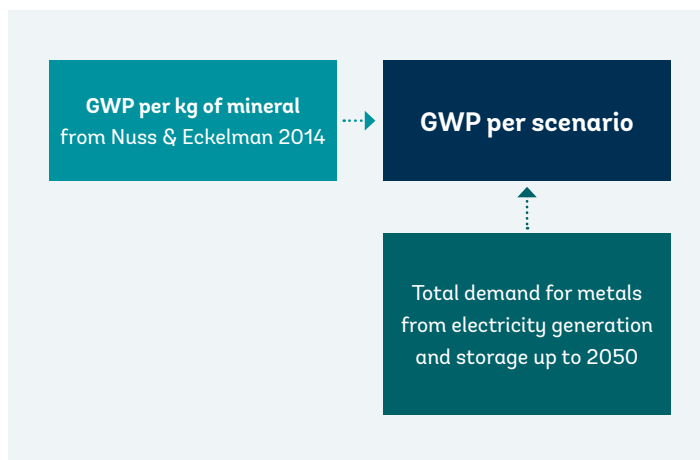 GWP per kg of mineral
from Nuss & Eckelman 2014
GWP per scenario
Total demand for metals
from electricity generation
and storage up to 2050